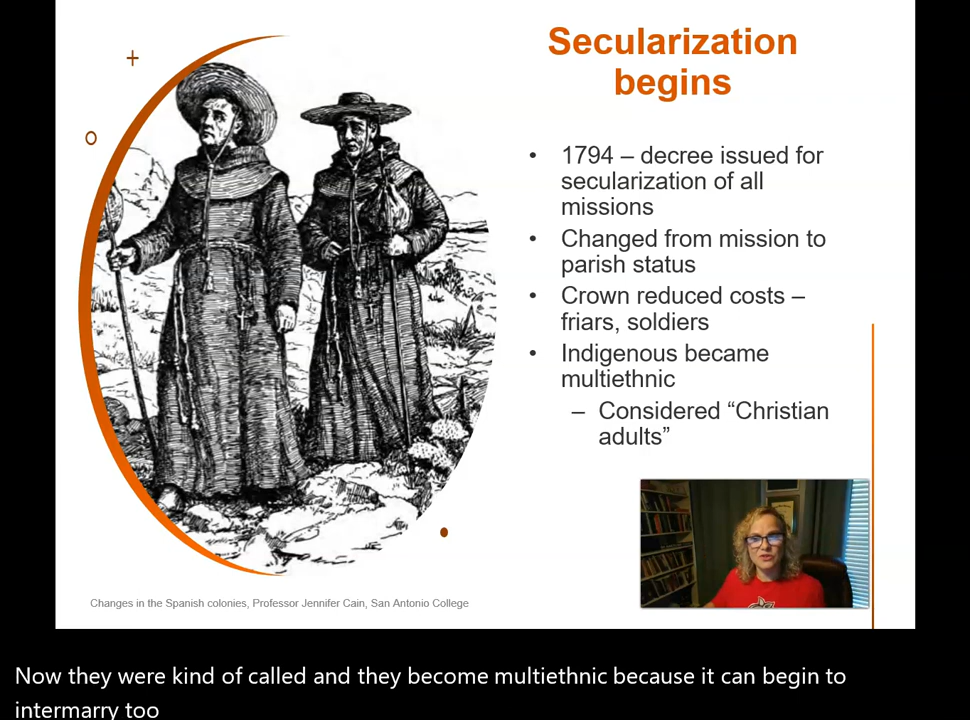 Secularization
begins
• 1794 – decree issued for
secularization of all
missions
• Changed from mission to
parish status
• Crown reduced costs –
friars, soldiers
• Indigenous became
multiethnic
– Considered “Christian
adults”
Changes in the Spanish colonies, Professor Jennifer Cain, San Antonio College
Now they were kind of called and they become multiethnic because it can begin to
intermarry too